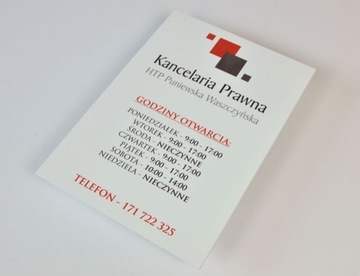 Kancelaria Prawna
HTP Puniewska Waszczyńska
GODZINY OTWARCIA:
PONIEDZIAŁEK - 9:00 - 17:00
WTOREK - 9:00 - 17:00
ŚRODA - NIECZYNNE
CZWARTEK - 9:00 - 17:00
PIĄTEK - 9:00 - 17:00
SOBOTA - 10:00 - 14:00
NIEDZIELA - NIECZYNNE
TELEFON - 171 722 325